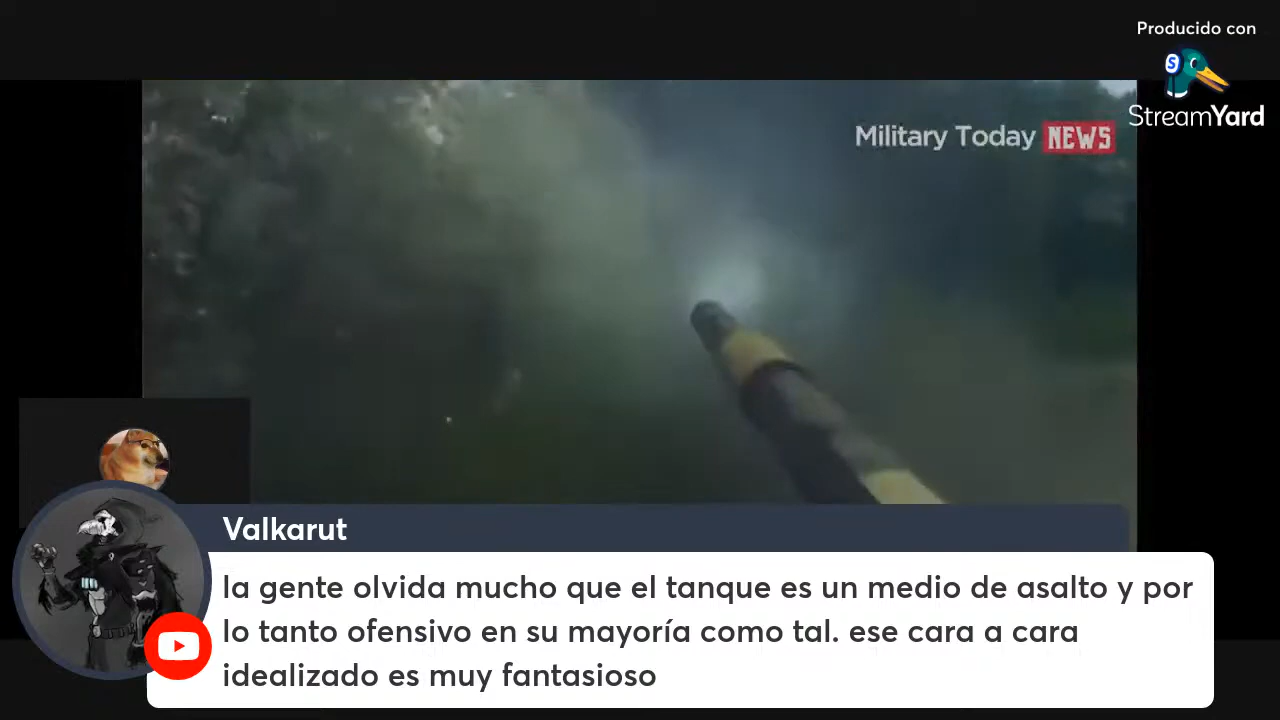 Producido con
StreamYard
Military Today NEWS
Valkarut
la gente olvida mucho que el tanque es un medio de asalto y por
lo tanto ofensivo en su mayoría como tal. ese cara a cara
idealizado es muy fantasioso